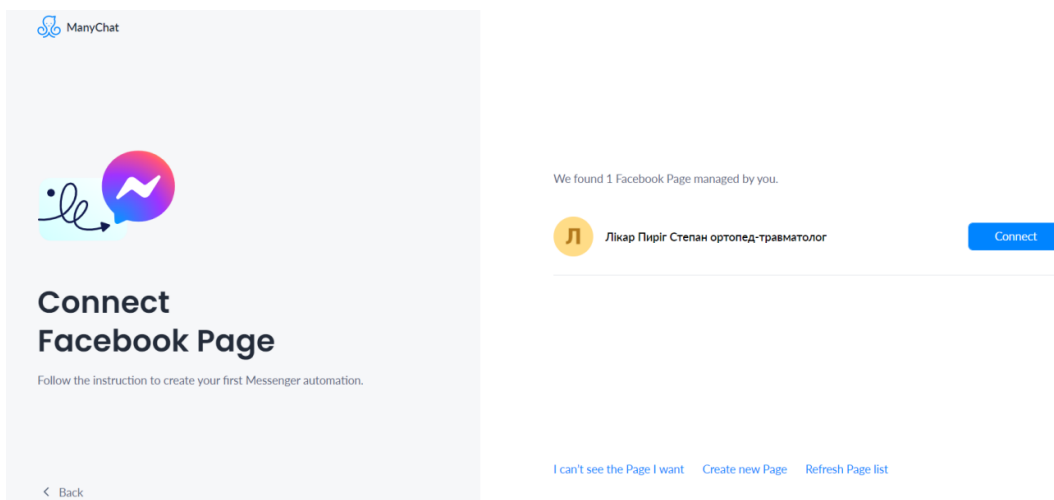 ManyChat
Connect
Facebook Page
Follow the instruction to create your first Messenger automation.
Back
We found 1 Facebook Page managed by you.
Л
Лікар Пиріг Степан ортопед-травматолог
Connect
I can't see the Page I want
Create new Page
Refresh Page list